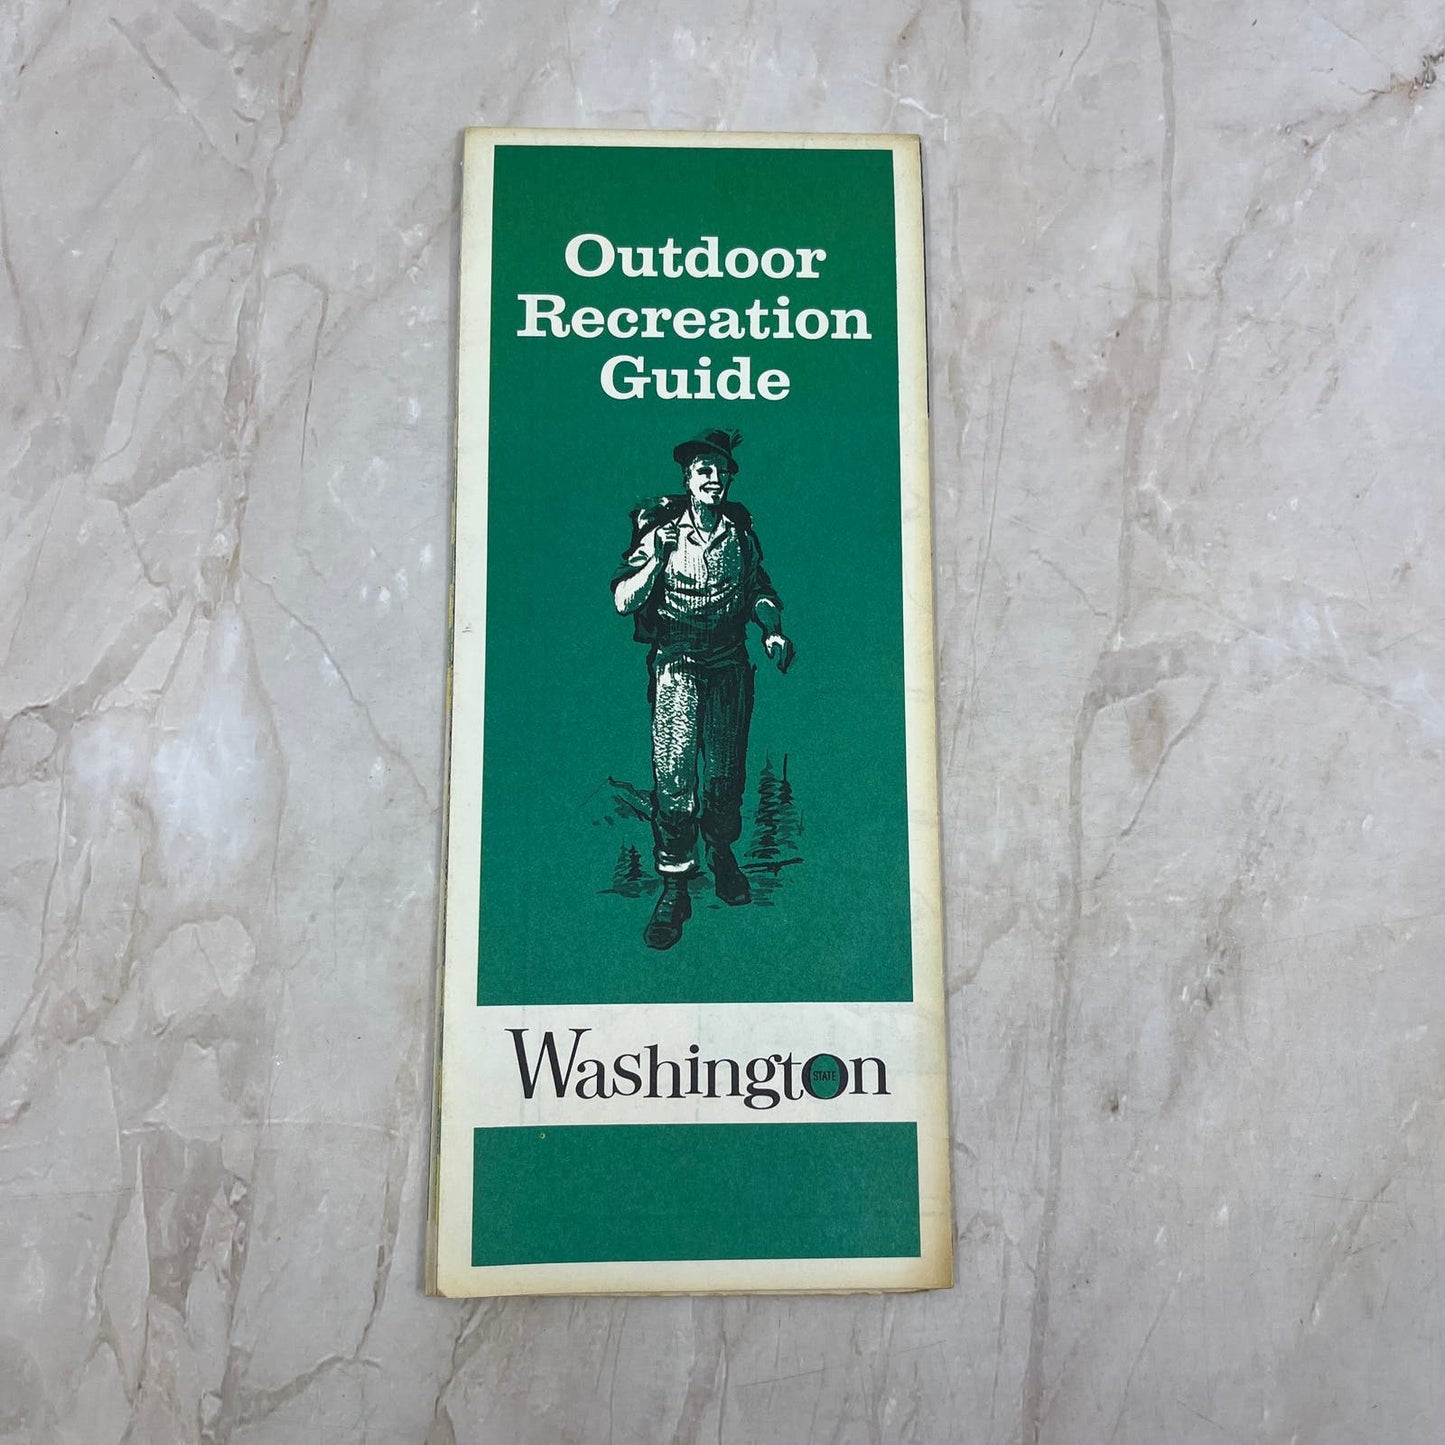 Outdoor
Recreation
Guide
Washington
STATE